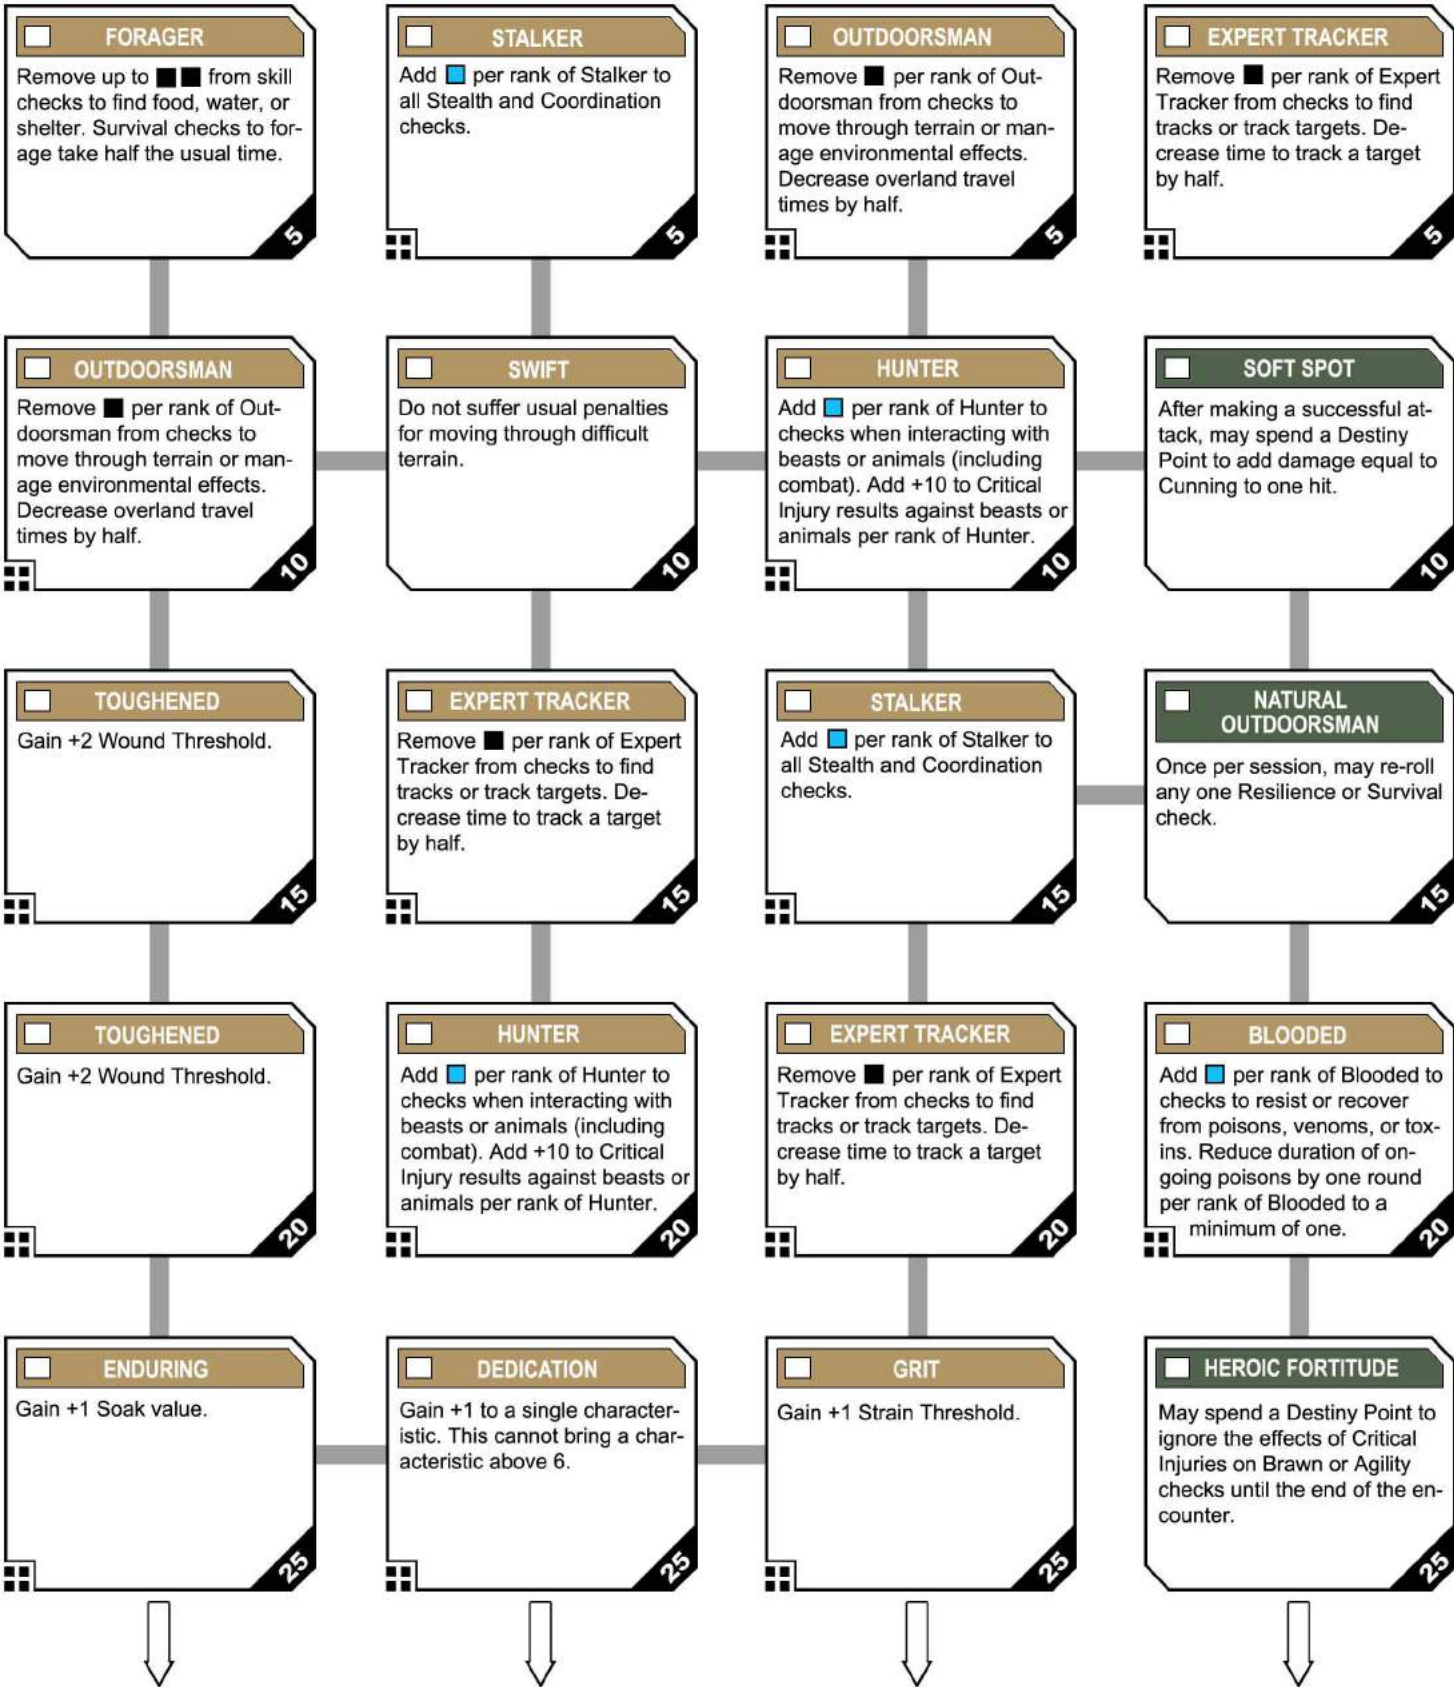 FORAGER
Remove up to ■■ from skill
checks to find food, water, or
shelter. Survival checks to for-
age take half the usual time.
5
STALKER
Add ■ per rank of Stalker to
all Stealth and Coordination
checks.
5
OUTDOORSMAN
Remove ■ per rank of Out-
doorsman from checks to
move through terrain or man-
age environmental effects.
Decrease overland travel
times by half.
5
EXPERT TRACKER
Remove ■ per rank of Expert
Tracker from checks to find
tracks or track targets. De-
crease time to track a target
by half.
5
OUTDOORSMAN
Remove ■ per rank of Out-
doorsman from checks to
move through terrain or man-
age environmental effects.
Decrease overland travel
times by half.
10
SWIFT
Do not suffer usual penalties
for moving through difficult
terrain.
10
HUNTER
Add ■ per rank of Hunter to
checks when interacting with
beasts or animals (including
combat). Add +10 to Critical
Injury results against beasts or
animals per rank of Hunter.
10
SOFT SPOT
After making a successful at-
tack, may spend a Destiny
Point to add damage equal to
Cunning to one hit.
10
TOUGHENED
Gain +2 Wound Threshold.
15
EXPERT TRACKER
Remove ■ per rank of Expert
Tracker from checks to find
tracks or track targets. De-
crease time to track a target
by half.
15
STALKER
Add ■ per rank of Stalker to
all Stealth and Coordination
checks.
15
NATURAL
OUTDOORSMAN
Once per session, may re-roll
any one Resilience or Survival
check.
15
TOUGHENED
Gain +2 Wound Threshold.
20
HUNTER
Add ■ per rank of Hunter to
checks when interacting with
beasts or animals (including
combat). Add +10 to Critical
Injury results against beasts or
animals per rank of Hunter.
20
EXPERT TRACKER
Remove ■ per rank of Expert
Tracker from checks to find
tracks or track targets. De-
crease time to track a target
by half.
20
BLOODED
Add ■ per rank of Blooded to
checks to resist or recover
from poisons, venoms, or tox-
ins. Reduce duration of on-
going poisons by one round
per rank of Blooded to a
minimum of one.
20
ENDURING
Gain +1 Soak value.
25
DEDICATION
Gain +1 to a single character-
istic. This cannot bring a char-
acteristic above 6.
25
GRIT
Gain +1 Strain Threshold.
25
HEROIC FORTITUDE
May spend a Destiny Point to
ignore the effects of Critical
Injuries on Brawn or Agility
checks until the end of the en-
counter.
25